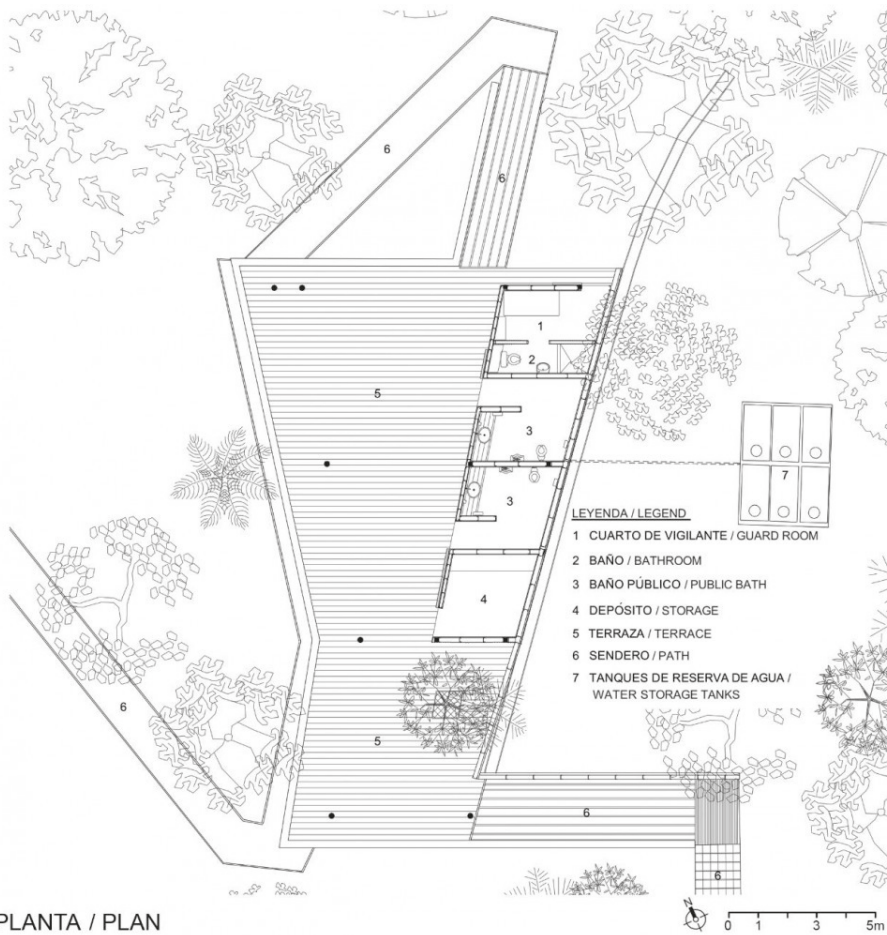 6
6
1
2
5
3
7
3
LEYENDA / LEGEND
1 CUARTO DE VIGILANTE / GUARD ROOM
2 BAÑO / BATHROOM
3 BAÑO PÚBLICO / PUBLIC BATH
4 DEPÓSITO / STORAGE
5 TERRAZA / TERRACE
6 SENDERO / PATH
7 TANQUES DE RESERVA DE AGUA /
WATER STORAGE TANKS
4
6
5
6
6
PLANTA / PLAN
N
0 1 3 5m